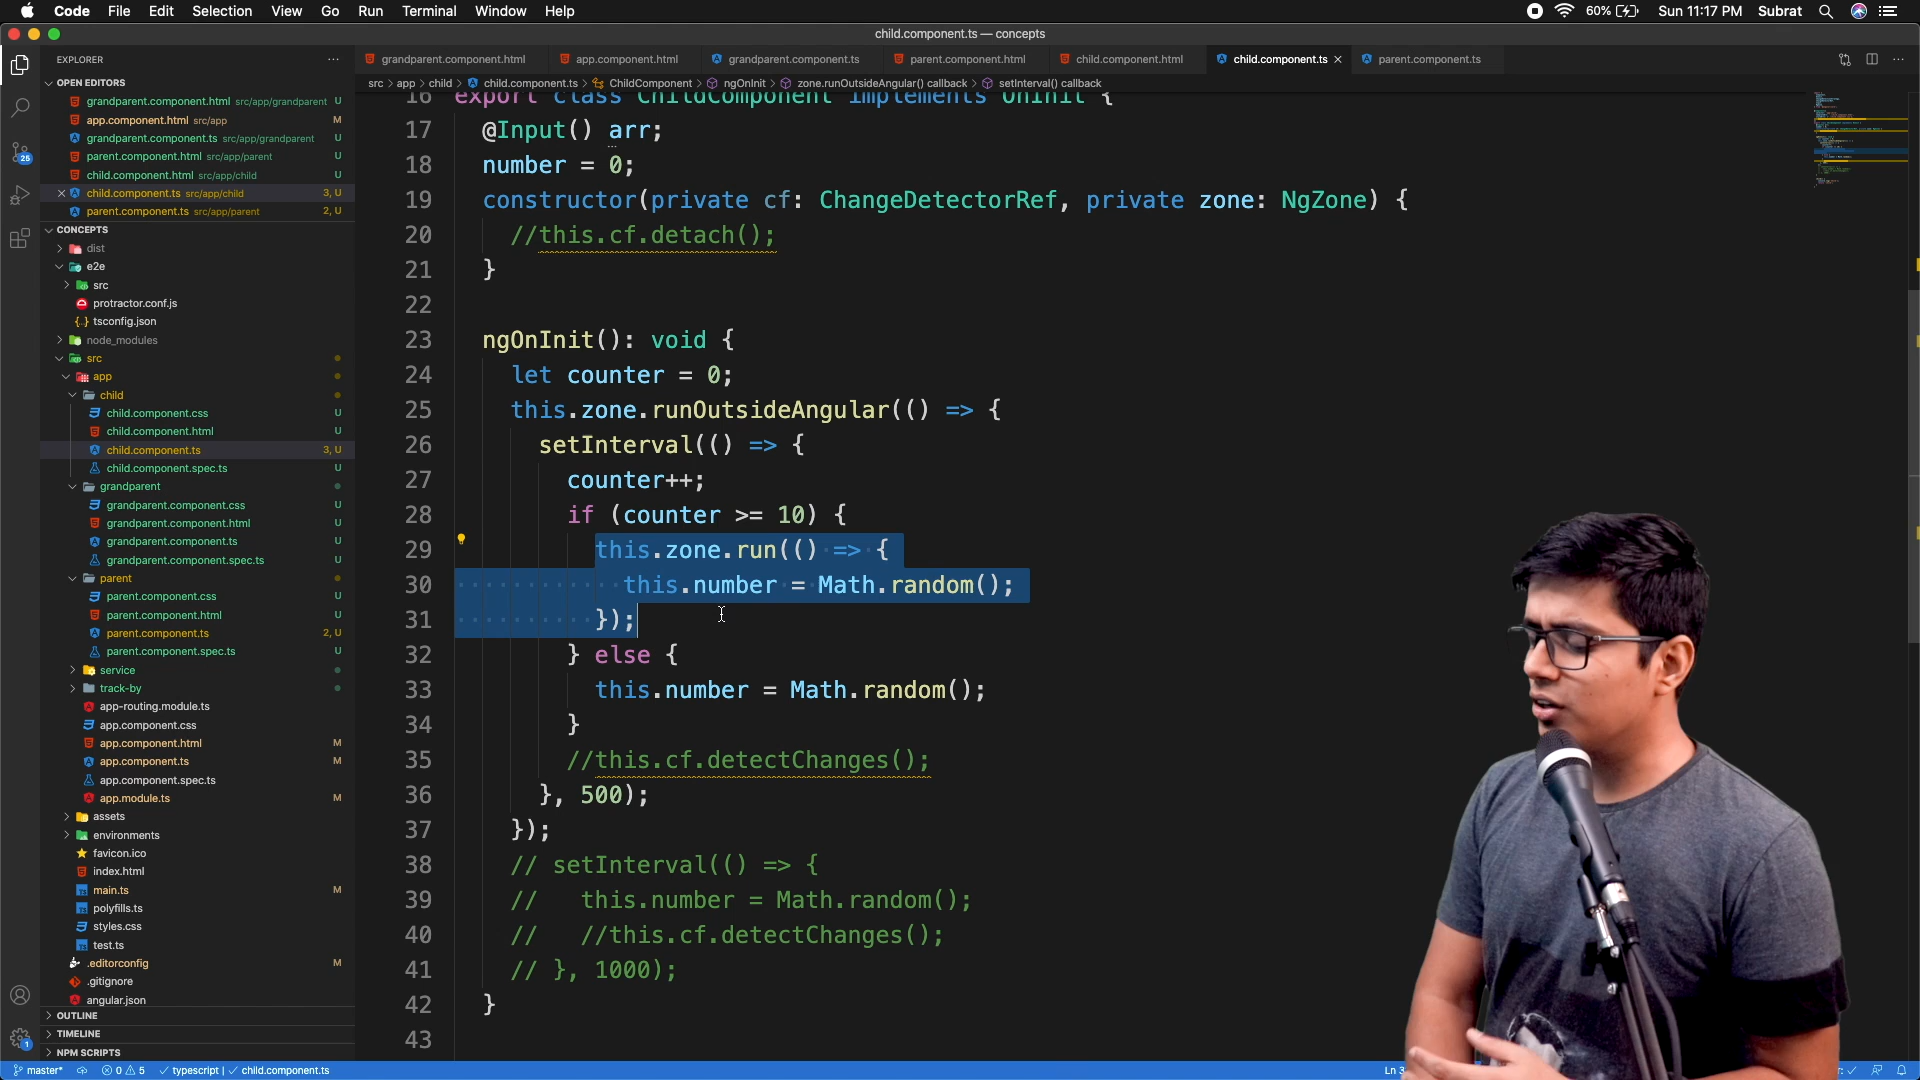 Code File Edit Selection View Go Run Terminal Window Help
60% Sun 11:17 PM Subrat
child.component.ts — concepts
EXPLORER
OPEN EDITORS
grandparent.component.html src/app/grandparent U
app.component.html src/app M
grandparent.component.ts src/app/grandparent U
parent.component.html src/app/parent U
child.component.html src/app/child U
child.component.ts src/app/child 3, U
parent.component.ts src/app/parent 2, U
CONCEPTS
dist
e2e
src
protractor.conf.js
{..} tsconfig.json
node_modules
src
app
child
child.component.css U
child.component.html U
child.component.ts 3, U
child.component.spec.ts U
grandparent
grandparent.component.css U
grandparent.component.html U
grandparent.component.ts U
grandparent.component.spec.ts U
parent
parent.component.css U
parent.component.html U
parent.component.ts 2, U
parent.component.spec.ts U
service
track-by
app-routing.module.ts
app.component.css
app.component.html M
app.component.ts M
app.component.spec.ts
app.module.ts M
assets
environments
favicon.ico
index.html
main.ts M
polyfills.ts
styles.css
test.ts
.editorconfig M
.gitignore
angular.json
OUTLINE
TIMELINE
NPM SCRIPTS
25
1
grandparent.component.html app.component.html grandparent.component.ts parent.component.html child.component.html child.component.ts parent.component.ts
src > app > child > child.component.ts > ChildComponent > ngOnInit > zone.runOutsideAngular() callback > setInterval() callback
16 export class ChildComponent implements OnInit {
17 @Input() arr;
18 number = 0;
19 constructor(private cf: ChangeDetectorRef, private zone: NgZone) {
20 //this.cf.detach();
21 }
22
23 ngOnInit(): void {
24 let counter = 0;
25 this.zone.runOutsideAngular(() => {
26 setInterval(() => {
27 counter++;
28 if (counter >= 10) {
29 this.zone.run(() => {
30 this.number = Math.random();
31 });
32 } else {
33 this.number = Math.random();
34 }
35 //this.cf.detectChanges();
36 }, 500);
37 });
38 // setInterval(() => {
39 // this.number = Math.random();
40 // //this.cf.detectChanges();
41 // }, 1000);
42 }
43
master* 0 5 typescript | child.component.ts